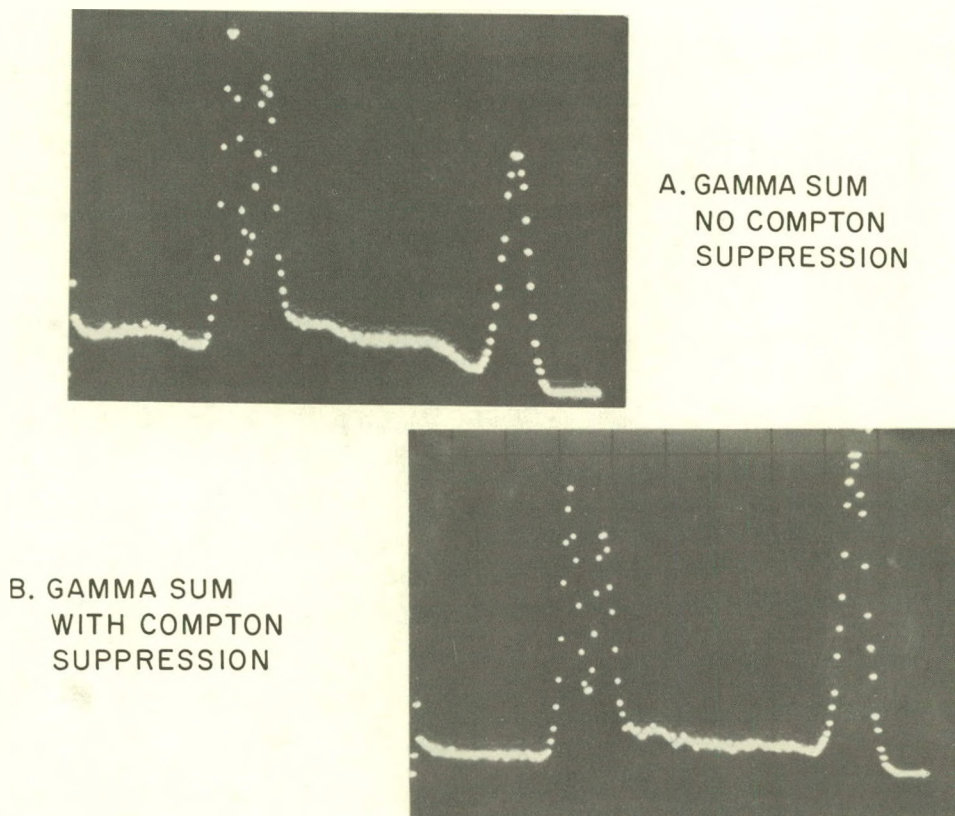 A. GAMMA SUM
NO COMPTON
SUPPRESSION
B. GAMMA SUM
WITH COMPTON
SUPPRESSION